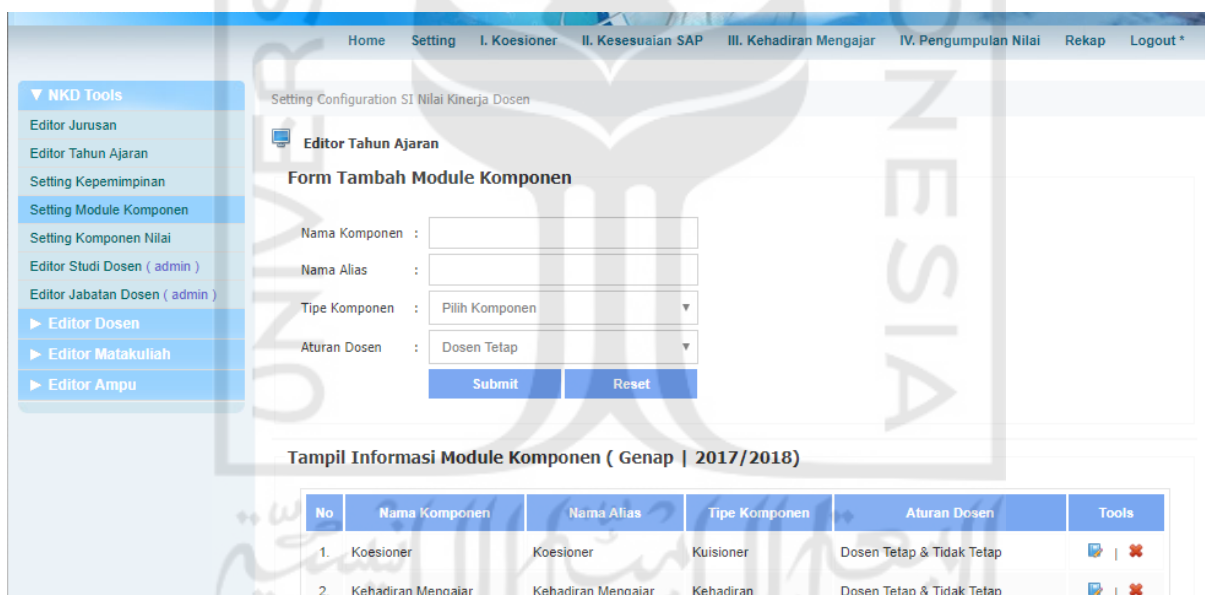 Home Setting I. Koesioner II. Kesesuaian SAP III. Kehadiran Mengajar IV. Pengumpulan Nilai Rekap Logout *
▼ NKD Tools
Editor Jurusan
Editor Tahun Ajaran
Setting Kepemimpinan
Setting Module Komponen
Setting Komponen Nilai
Editor Studi Dosen ( admin )
Editor Jabatan Dosen ( admin )
► Editor Dosen
► Editor Matakuliah
► Editor Ampu
Setting Configuration SI Nilai Kinerja Dosen
Editor Tahun Ajaran
Form Tambah Module Komponen
Nama Komponen :
Nama Alias :
Tipe Komponen : Pilih Komponen
Aturan Dosen : Dosen Tetap
Submit Reset
Tampil Informasi Module Komponen ( Genap | 2017/2018)
No Nama Komponen Nama Alias Tipe Komponen Aturan Dosen Tools
1. Koesioner Koesioner Kuisioner Dosen Tetap & Tidak Tetap |
2. Kehadiran Mengajar Kehadiran Mengajar Kehadiran Dosen Tetap & Tidak Tetap |